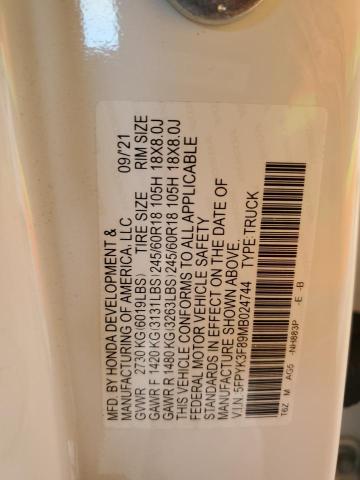 MFD. BY HONDA DEVELOPMENT &
MANUFACTURING OF AMERICA, LLC 09/'21
GVWR 2730 KG(6019LBS) TIRE SIZE RIM SIZE
GAWR F 1420 KG(3131LBS)245/60R18 105H 18X8.0J
GAWR R 1480 KG(3263LBS)245/60R18 105H 18X8.0J
THIS VEHICLE CONFORMS TO ALL APPLICABLE
FEDERAL MOTOR VEHICLE SAFETY
STANDARDS IN EFFECT ON THE DATE OF
MANUFACTURE SHOWN ABOVE.
V.I.N. 5FPYK3F89MB024744 TYPE:TRUCK
T6Z M AG5 -NH883P -E -B